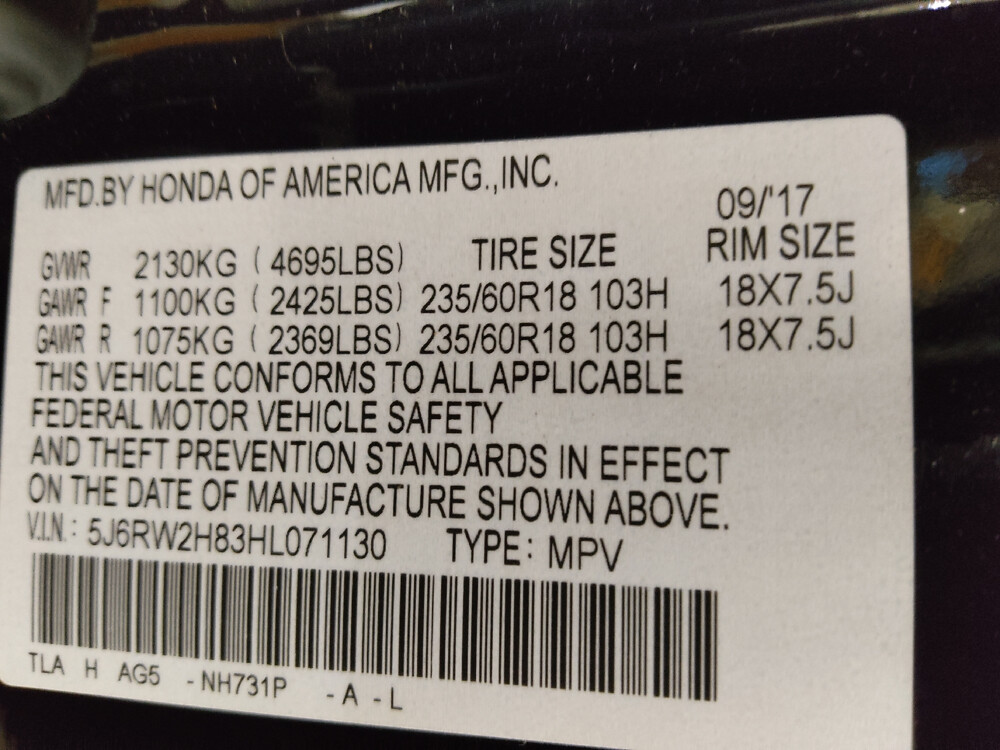 MFD.BY HONDA OF AMERICA MFG.,INC.
09/'17
GVWR 2130KG ( 4695LBS) TIRE SIZE RIM SIZE
GAWR F 1100KG ( 2425LBS) 235/60R18 103H 18X7.5J
GAWR R 1075KG ( 2369LBS) 235/60R18 103H 18X7.5J
THIS VEHICLE CONFORMS TO ALL APPLICABLE
FEDERAL MOTOR VEHICLE SAFETY
AND THEFT PREVENTION STANDARDS IN EFFECT
ON THE DATE OF MANUFACTURE SHOWN ABOVE.
V.I.N.: 5J6RW2H83HL071130 TYPE: MPV
TLA H AG5 -NH731P -A -L